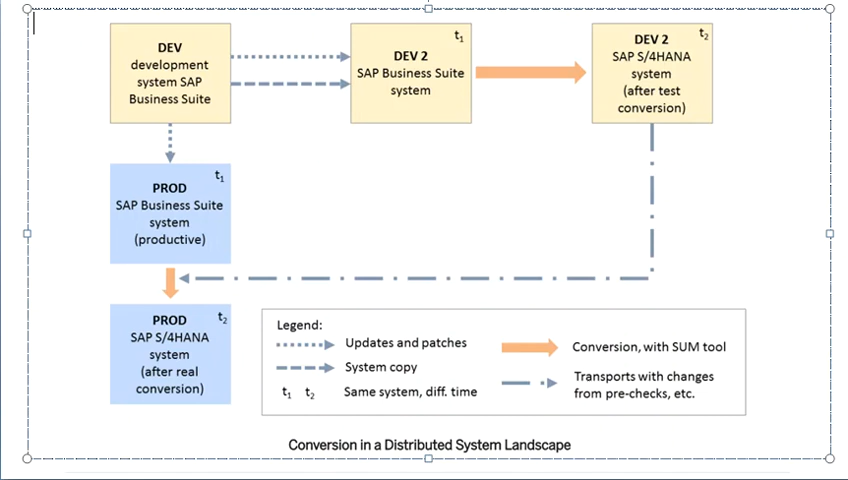 DEV
development
system SAP
Business Suite
t1
DEV 2
SAP Business Suite
system
t2
DEV 2
SAP S/4HANA
system
(after test
conversion)
t1
PROD
SAP Business Suite
system
(productive)
t2
PROD
SAP S/4HANA
system
(after real
conversion)
Legend:
Updates and patches
System copy
t1 t2 Same system, diff. time
Conversion, with SUM tool
Transports with changes
from pre-checks, etc.
Conversion in a Distributed System Landscape